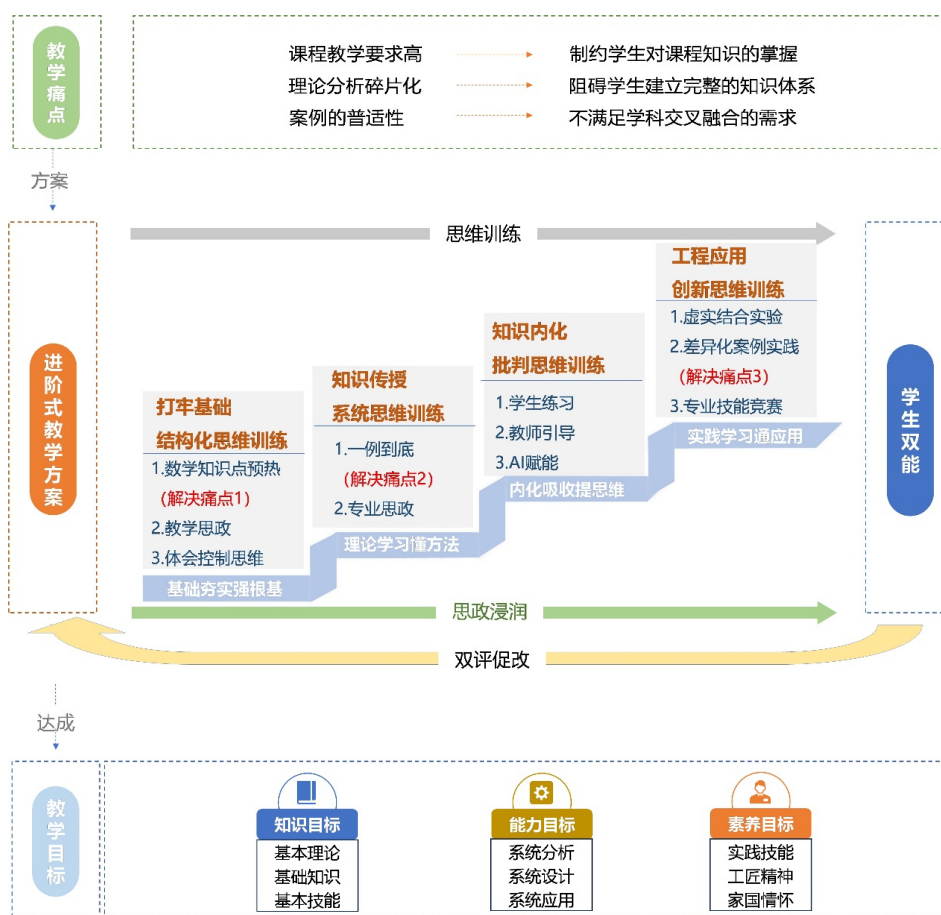 教学痛点
课程教学要求高
制约学生对课程知识的掌握
理论分析碎片化
阻碍学生建立完整的知识体系
案例的普适性
不满足学科交叉融合的需求
方案
进阶式教学方案
思维训练
打牢基础
结构化思维训练
1.数学知识点预热
(解决痛点1)
2.教学思政
3.体会控制思维
基础夯实强根基
知识传授
系统思维训练
1.一例到底
(解决痛点2)
2.专业思政
理论学习懂方法
知识内化
批判思维训练
1.学生练习
2.教师引导
3.AI赋能
内化吸收提思维
工程应用
创新思维训练
1.虚实结合实验
2.差异化案例实践
(解决痛点3)
3.专业技能竞赛
实践学习通应用
学生双能
思政浸润
双评促改
达成
教学目标
知识目标
基本理论
基础知识
基本技能
能力目标
系统分析
系统设计
系统应用
素养目标
实践技能
工匠精神
家国情怀